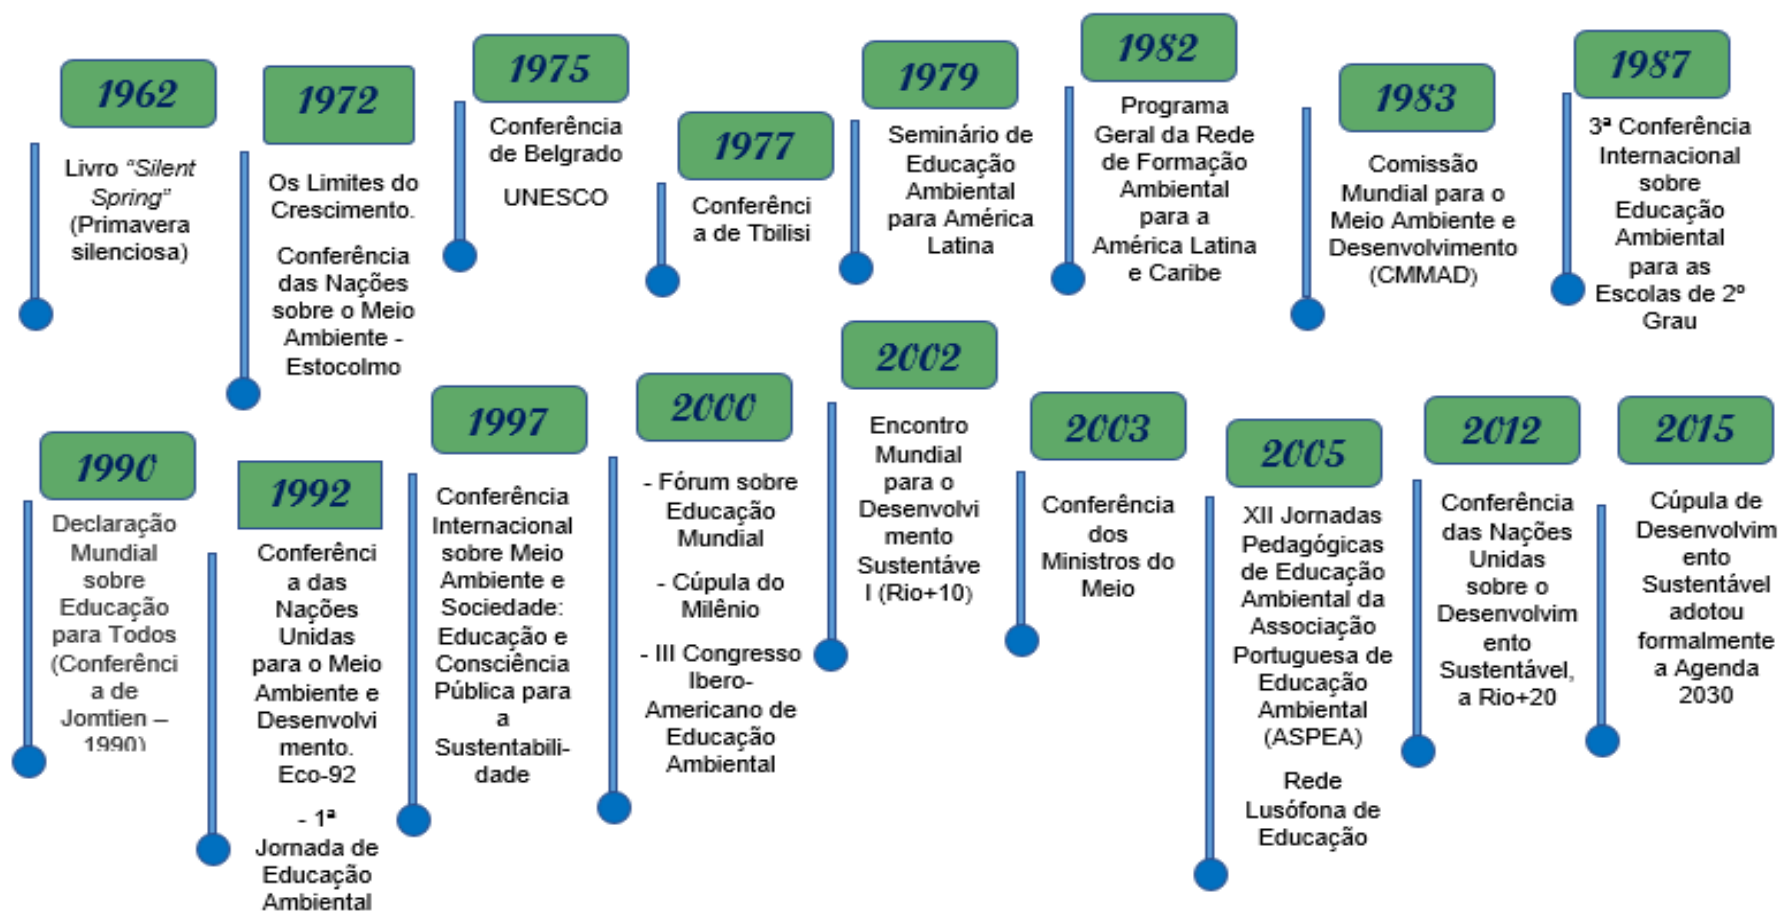 1962
Livro “Silent
Spring”
(Primavera
silenciosa)
1972
Os Limites do
Crescimento.
Conferência
das Nações
sobre o Meio
Ambiente -
Estocolmo
1975
Conferência
de Belgrado
UNESCO
1977
Conferênci
a de Tbilisi
1979
Seminário de
Educação
Ambiental
para América
Latina
1982
Programa
Geral da Rede
de Formação
Ambiental
para a
América Latina
e Caribe
1983
Comissão
Mundial para o
Meio Ambiente e
Desenvolvimento
(CMMAD)
1987
3ª Conferência
Internacional
sobre
Educação
Ambiental
para as
Escolas de 2º
Grau
1990
Declaração
Mundial
sobre
Educação
para Todos
(Conferênci
a de
Jomtien –
1990)
1992
Conferênci
a das
Nações
Unidas
para o Meio
Ambiente e
Desenvolvi
mento.
Eco-92
- 1ª
Jornada de
Educação
Ambiental
1997
Conferência
Internacional
sobre Meio
Ambiente e
Sociedade:
Educação e
Consciência
Pública para
a
Sustentabili-
dade
2000
- Fórum sobre
Educação
Mundial
- Cúpula do
Milênio
- III Congresso
Ibero-
Americano de
Educação
Ambiental
2002
Encontro
Mundial
para o
Desenvolvi
mento
Sustentáve
l (Rio+10)
2003
Conferência
dos
Ministros do
Meio
2005
XII Jornadas
Pedagógicas
de Educação
Ambiental da
Associação
Portuguesa de
Educação
Ambiental
(ASPEA)
Rede
Lusófona de
Educação
2012
Conferência
das Nações
Unidas
sobre o
Desenvolvim
ento
Sustentável,
a Rio+20
2015
Cúpula de
Desenvolvim
ento
Sustentável
adotou
formalmente
a Agenda
2030